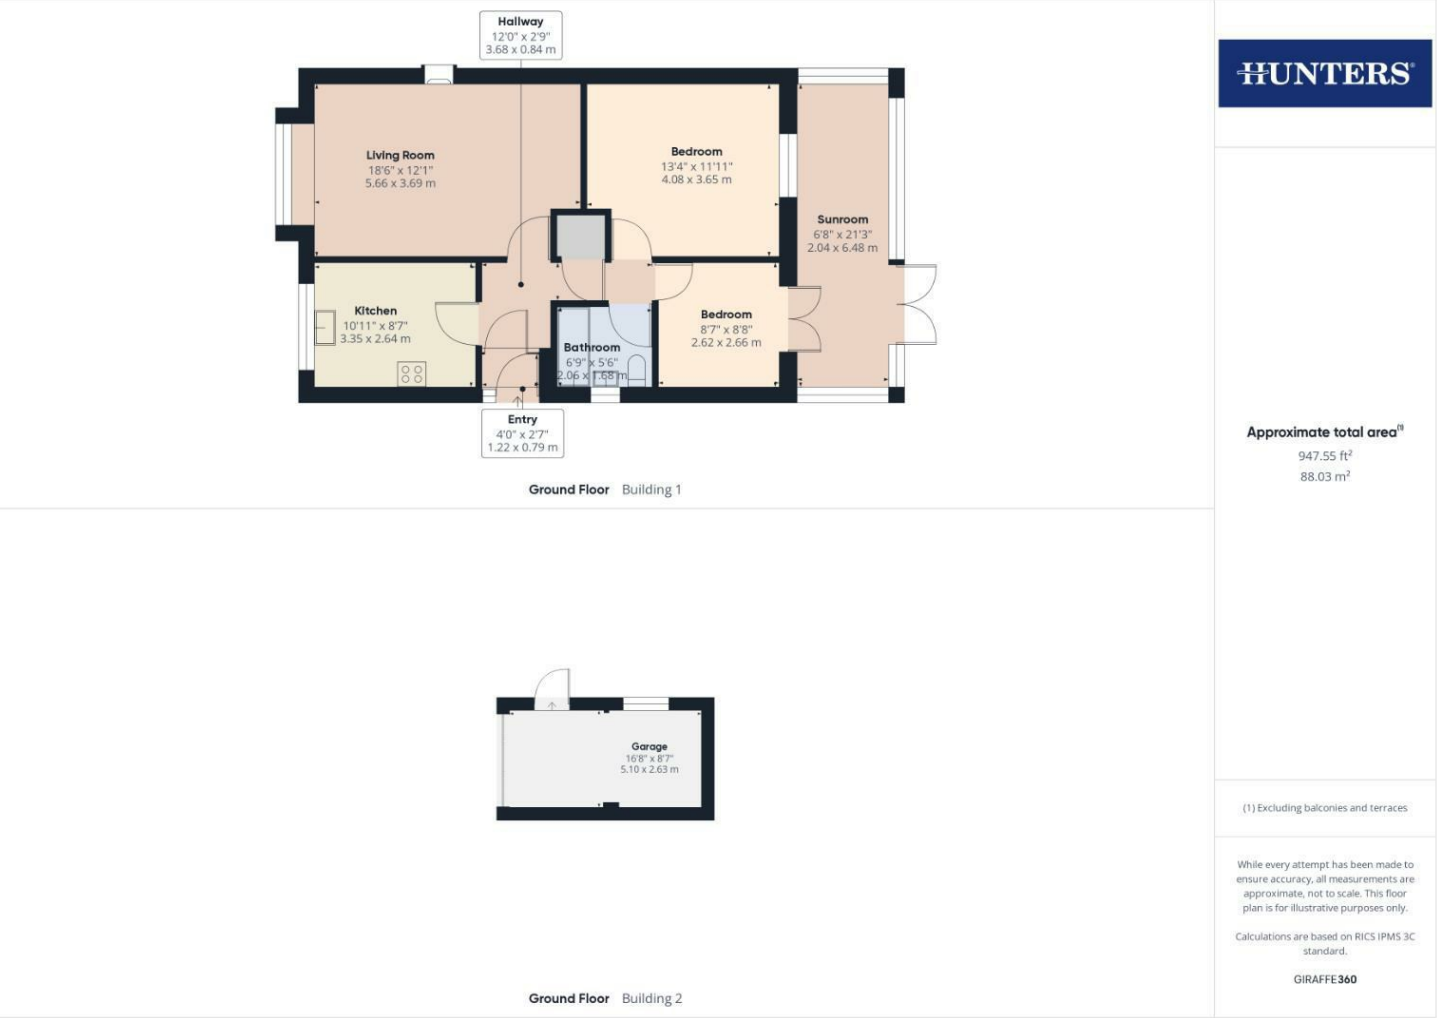 Hallway
12'0" x 2'9"
3.68 x 0.84 m
HUNTERS
Living Room
18'6" x 12'1"
5.66 x 3.69 m
Bedroom
13'4" x 11'11"
4.08 x 3.65 m
Sunroom
6'8" x 21'3"
2.04 x 6.48 m
Kitchen
10'11" x 8'7"
3.35 x 2.64 m
Bedroom
8'7" x 8'8"
2.62 x 2.66 m
Bathroom
6'9" x 5'6"
2.06 x 1.68 m
Entry
4'0" x 2'7"
1.22 x 0.79 m
Ground Floor Building 1
Approximate total area(1)
947.55 ft²
88.03 m²
Garage
16'8" x 8'7"
5.10 x 2.63 m
Ground Floor Building 2
(1) Excluding balconies and terraces
While every attempt has been made to
ensure accuracy, all measurements are
approximate, not to scale. This floor
plan is for illustrative purposes only.
Calculations are based on RICS IPMS 3C
standard.
GIRAFFE360